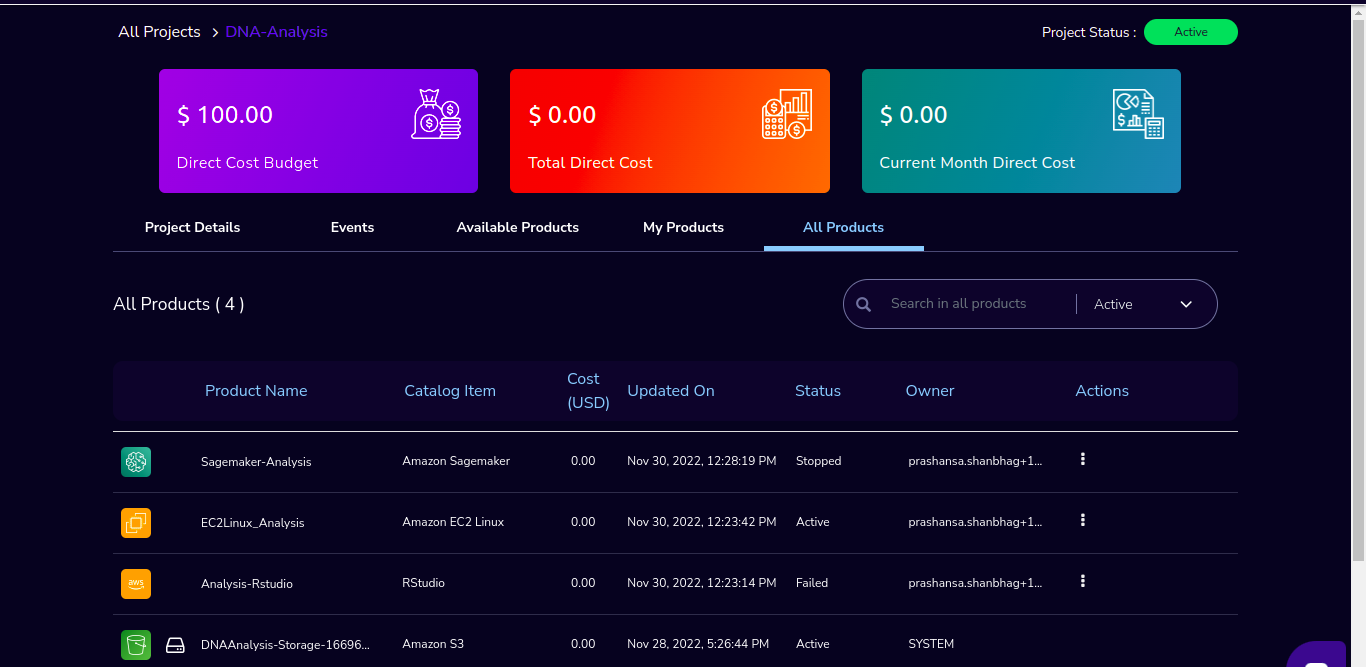 All Projects > DNA-Analysis
Project Status : Active
$ 100.00
Direct Cost Budget
$ 0.00
Total Direct Cost
$ 0.00
Current Month Direct Cost
Project Details Events Available Products My Products All Products
All Products ( 4 )
Search in all products Active
Product Name Catalog Item Cost (USD) Updated On Status Owner Actions
Sagemaker-Analysis Amazon Sagemaker 0.00 Nov 30, 2022, 12:28:19 PM Stopped prashansa.shanbhag+1...
EC2Linux_Analysis Amazon EC2 Linux 0.00 Nov 30, 2022, 12:23:42 PM Active prashansa.shanbhag+1...
aws Analysis-Rstudio RStudio 0.00 Nov 30, 2022, 12:23:14 PM Failed prashansa.shanbhag+1...
DNAAnalysis-Storage-16696... Amazon S3 0.00 Nov 28, 2022, 5:26:44 PM Active SYSTEM